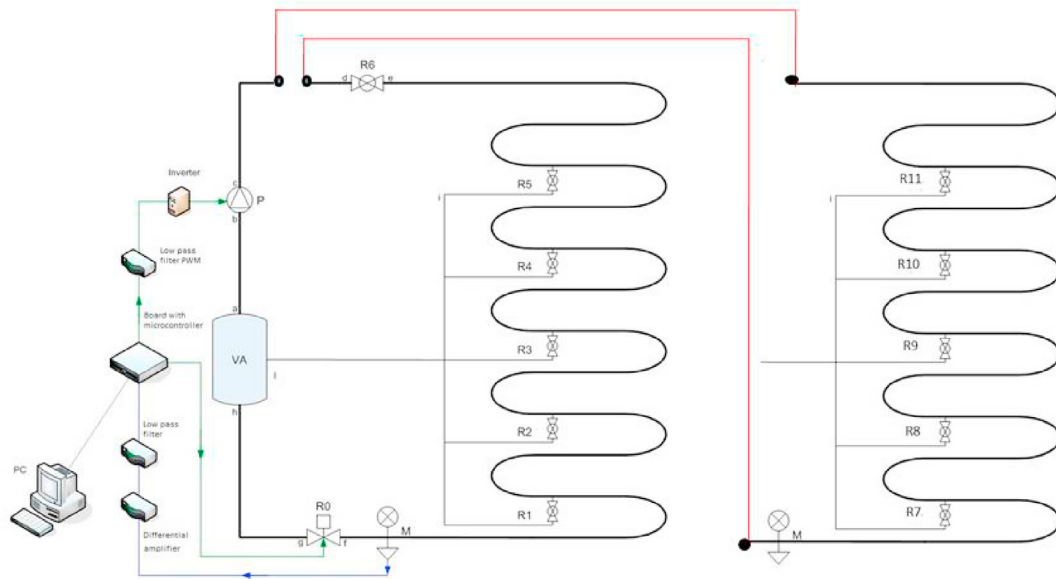 R6
d
e
Inverter
c
P
b
R5
i
R11
i
Low pass
filter PWM
R4
R10
a
Board with
microcontroller
VA
R3
R9
l
h
Low pass
filter
R2
R8
PC
R0
R1
R7
g
f
M
M
Differential
amplifier